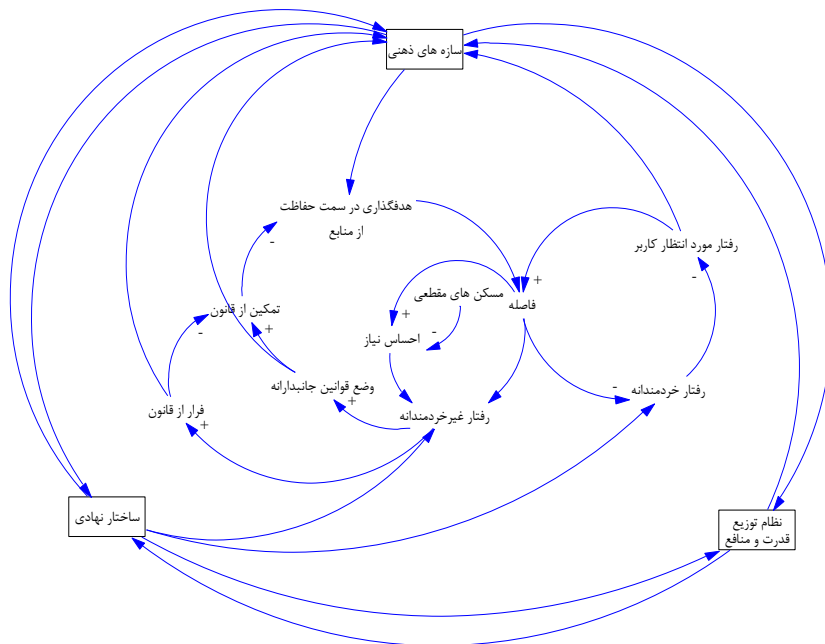 سازه های ذهنی
هدفگذاری در سمت حفاظت
از منابع
-
رفتار مورد انتظار کاربر
-
+
مسکن های مقطعی
فاصله
تمکین از قانون
-
+
+
-
احساس نیاز
وضع قوانین جانبدارانه
+
-
رفتار خردمندانه
فرار از قانون
+
رفتار غیرخردمندانه
ساختار نهادی
نظام توزیع
قدرت و منافع